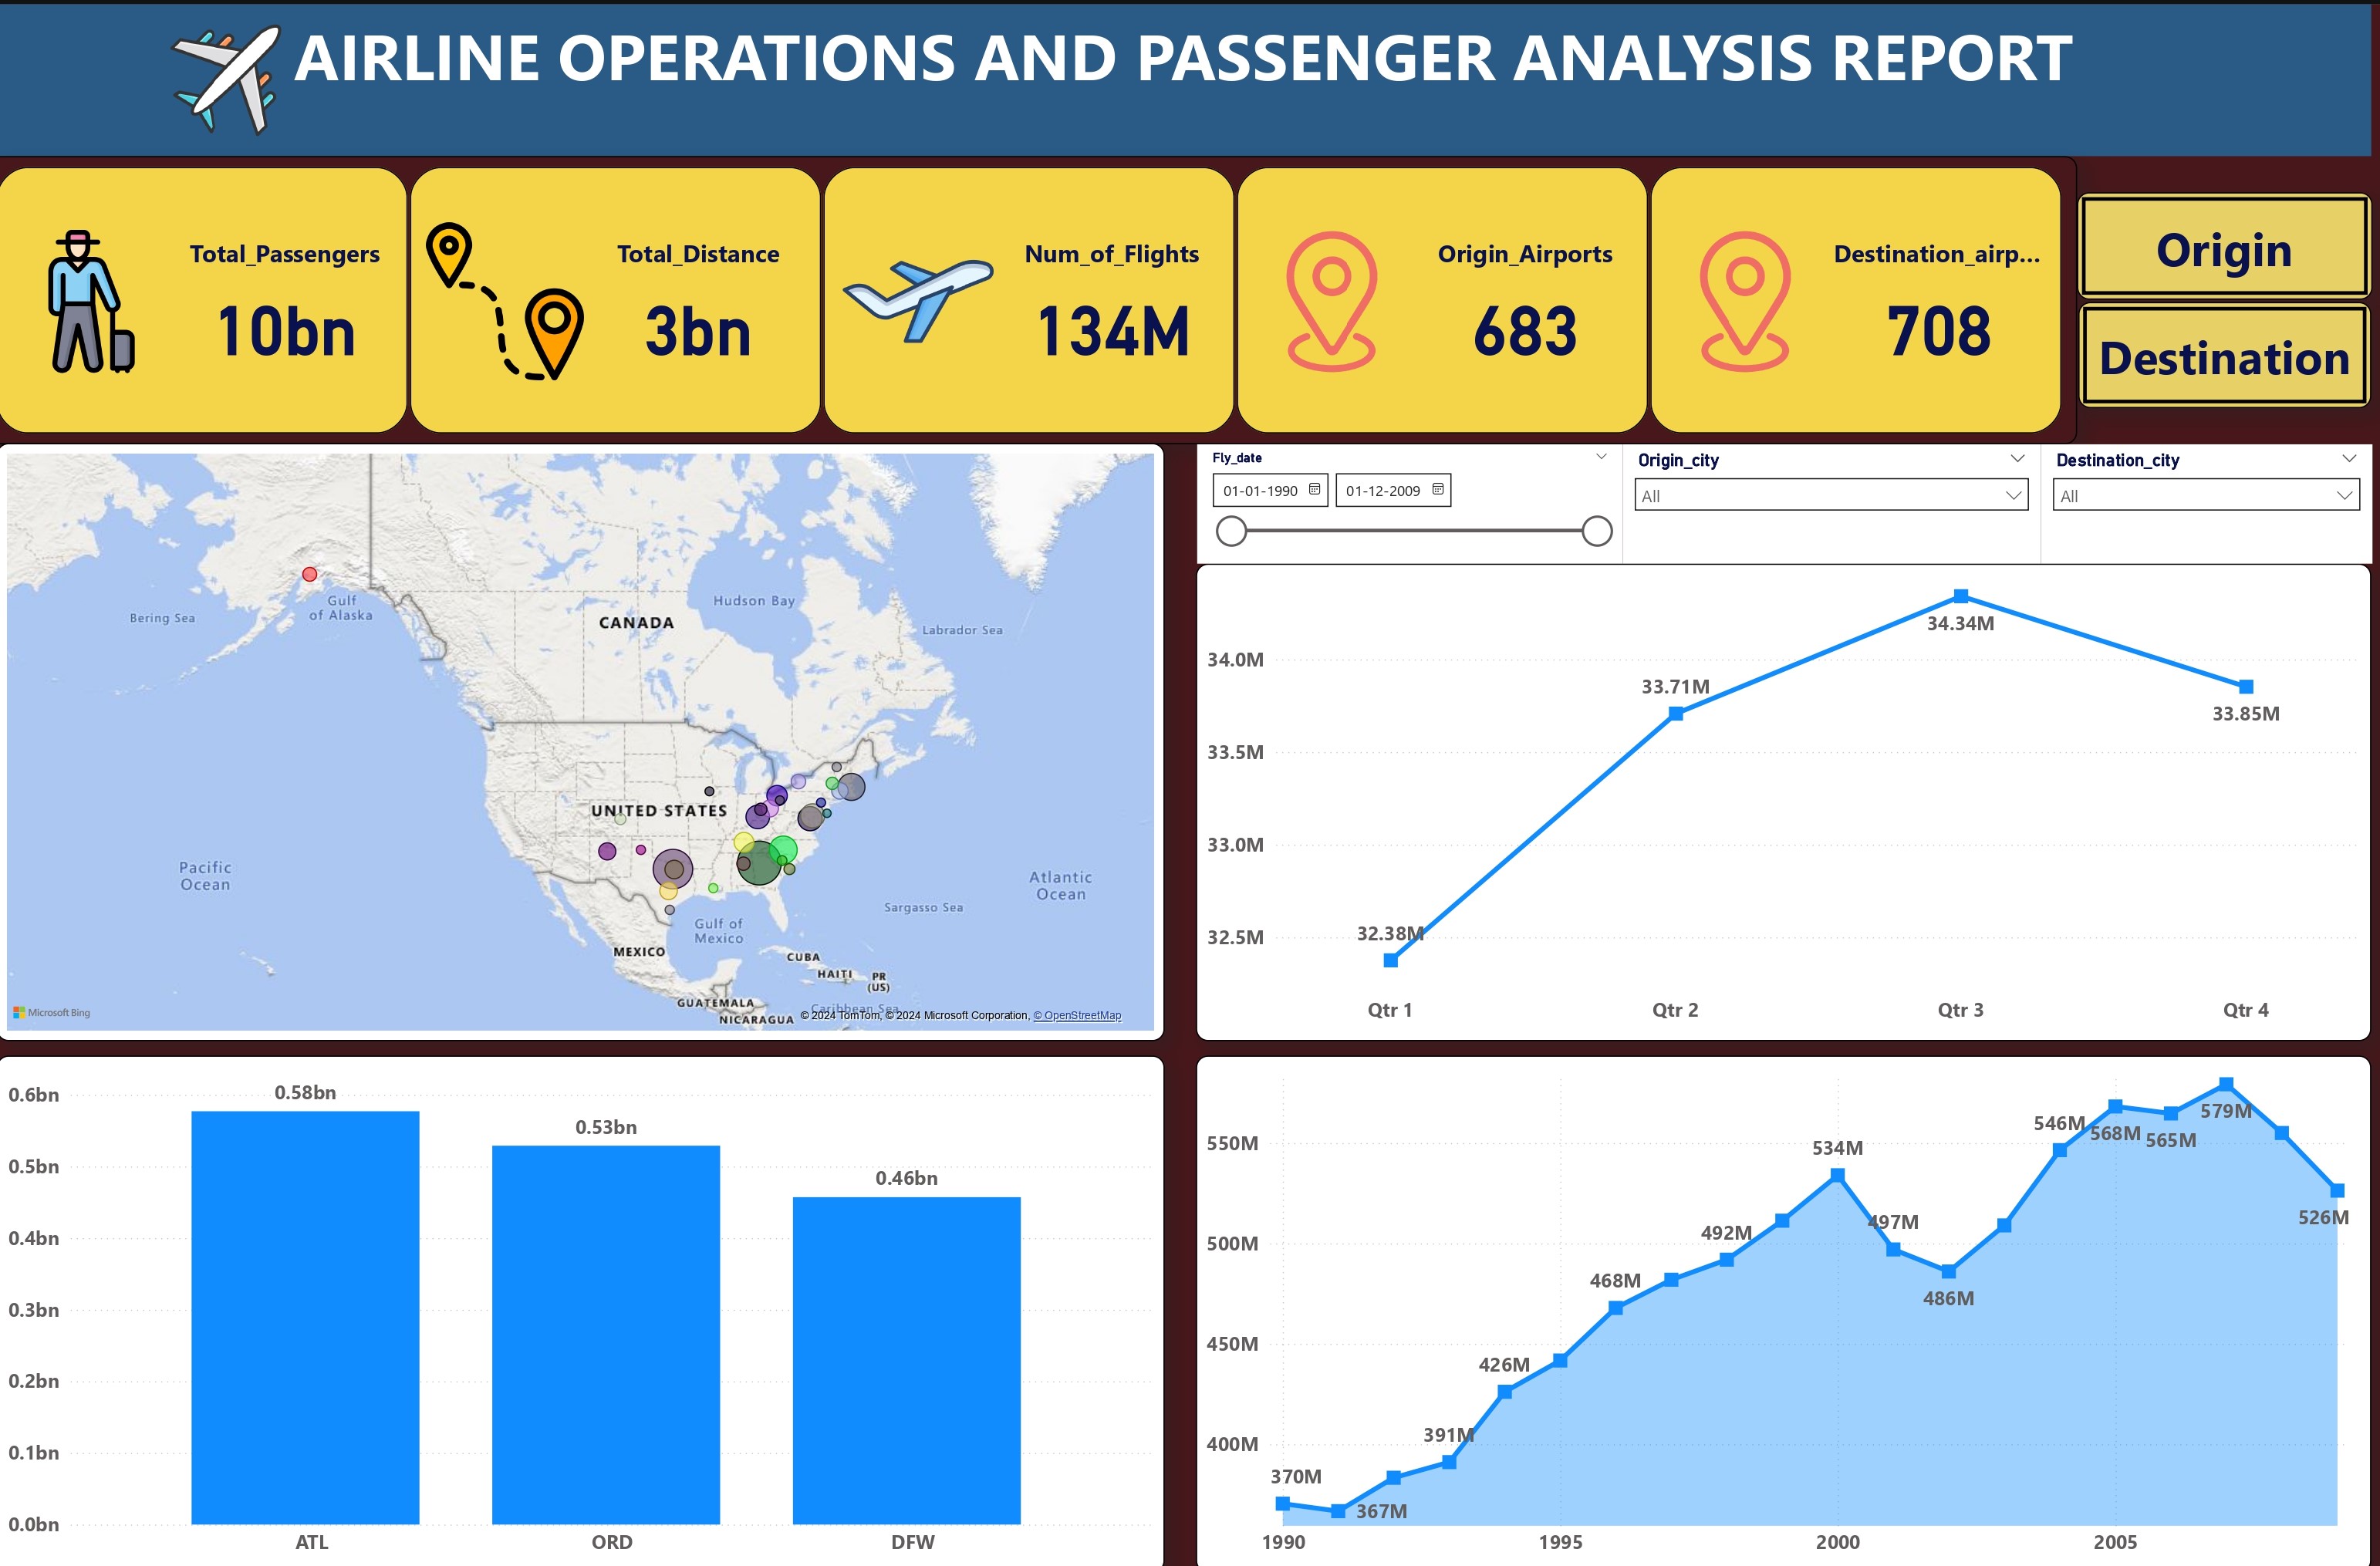 AIRLINE OPERATIONS AND PASSENGER ANALYSIS REPORT
Total_Passengers
10bn
Total_Distance
3bn
Num_of_Flights
134M
Origin_Airports
683
Destination_airp...
708
Origin
Destination
Bering Sea
Gulf
of Alaska
CANADA
Hudson Bay
Labrador Sea
UNITED STATES
Pacific
Ocean
Atlantic
Ocean
Sargasso Sea
Gulf of
Mexico
MEXICO
CUBA
HAITI
PR
(US)
GUATEMALA
Caribbean Sea
NICARAGUA
Microsoft Bing
© 2024 TomTom, © 2024 Microsoft Corporation, © OpenStreetMap
Fly_date
01-01-1990
01-12-2009
Origin_city
All
Destination_city
All
34.0M
33.5M
33.0M
32.5M
32.38M
33.71M
34.34M
33.85M
Qtr 1
Qtr 2
Qtr 3
Qtr 4
0.6bn
0.5bn
0.4bn
0.3bn
0.2bn
0.1bn
0.0bn
0.58bn
0.53bn
0.46bn
ATL
ORD
DFW
550M
500M
450M
400M
370M
367M
391M
426M
468M
492M
534M
497M
486M
546M
568M
565M
579M
526M
1990
1995
2000
2005